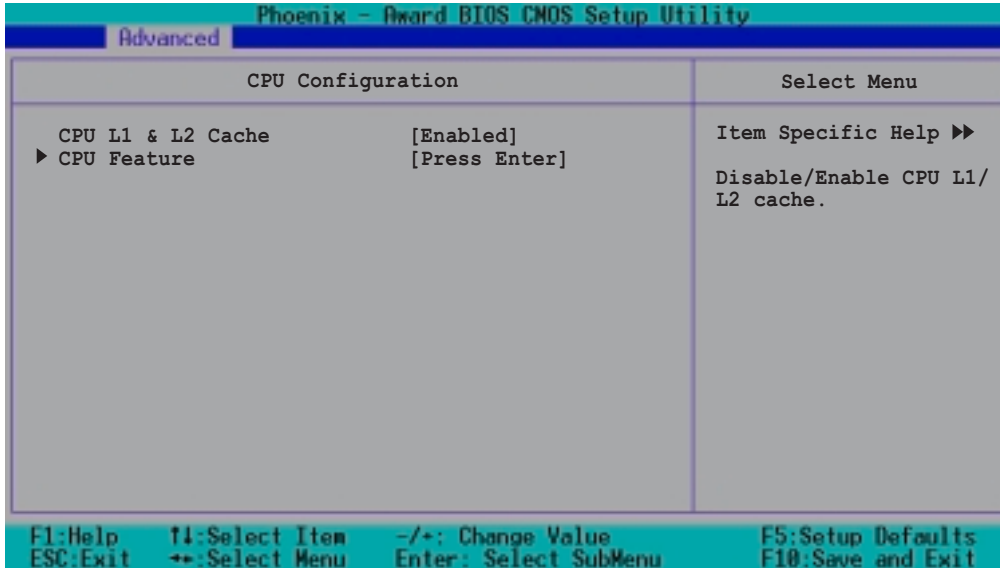 Phoenix - Award BIOS CMOS Setup Utility
Advanced
CPU Configuration
Select Menu
CPU L1 & L2 Cache [Enabled]
▶ CPU Feature [Press Enter]
Item Specific Help ▶▶
Disable/Enable CPU L1/
L2 cache.
F1:Help ↑↓:Select Item -/+: Change Value F5:Setup Defaults
ESC:Exit ←→:Select Menu Enter: Select SubMenu F10:Save and Exit